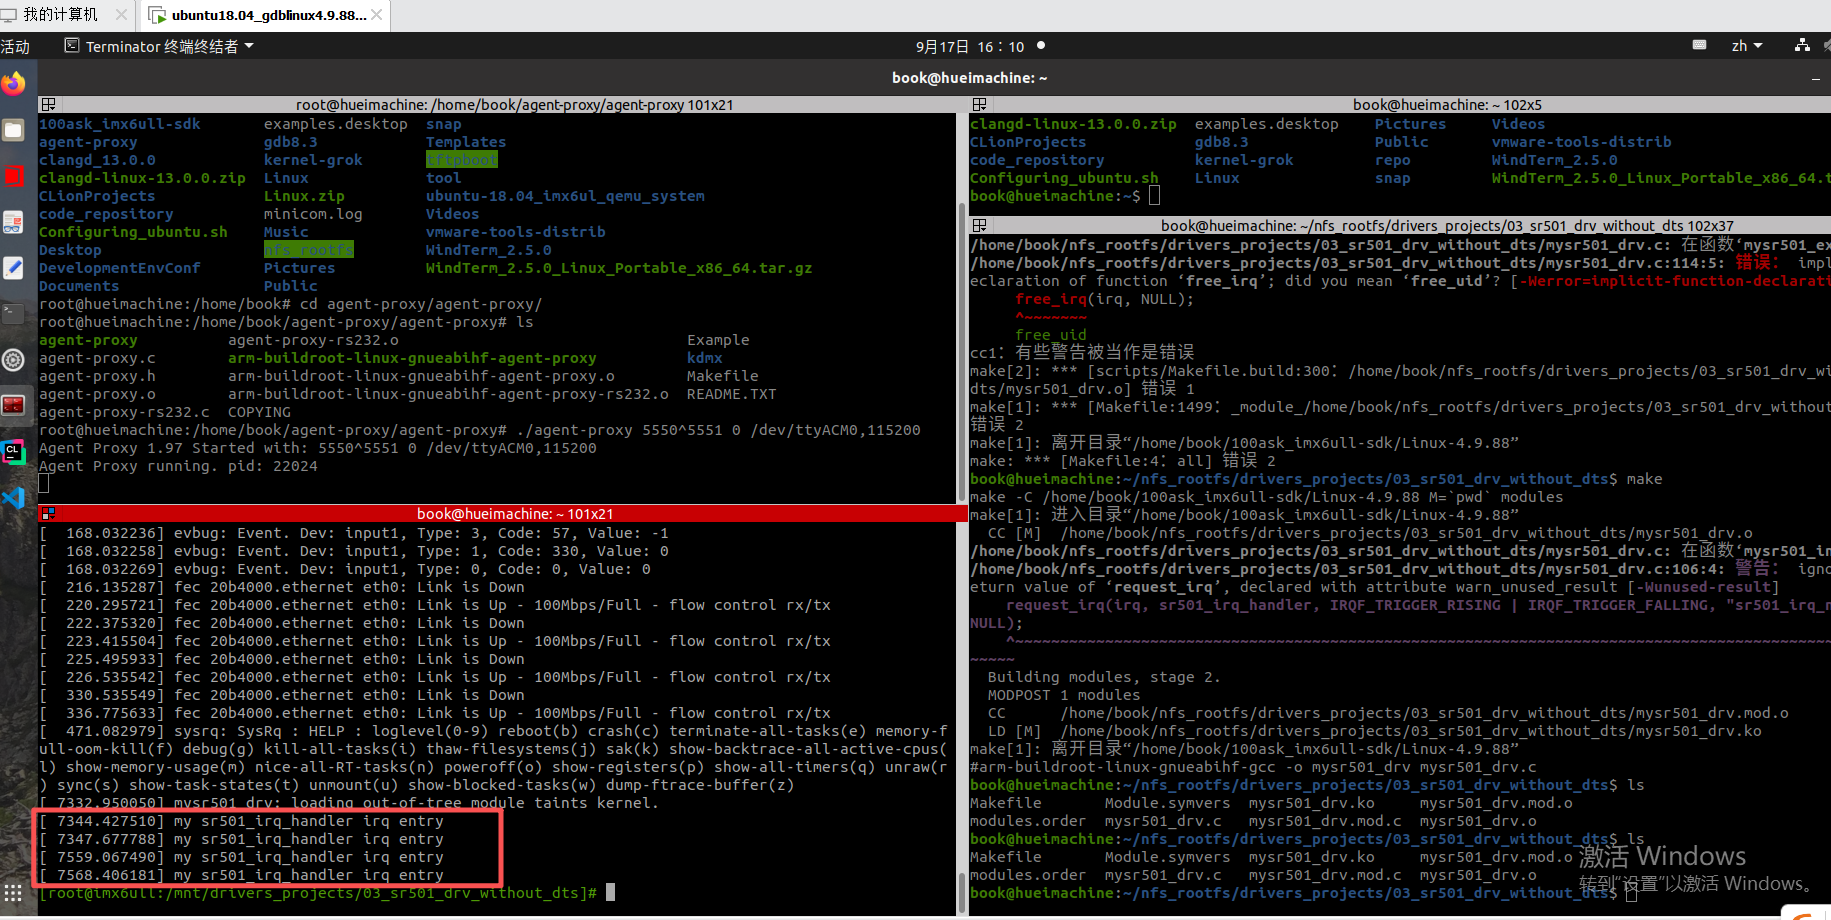 我的计算机
ubuntu18.04_gdblinux4.9.88...
活动
Terminator 终端终结者
9月17日 16：10
zh
book@hueimachine: ~
root@hueimachine: /home/book/agent-proxy/agent-proxy 101x21
100ask_imx6ull-sdk examples.desktop snap
agent-proxy gdb8.3 Templates
clangd_13.0.0 kernel-grok tftpboot
clangd-linux-13.0.0.zip Linux tool
CLionProjects Linux.zip ubuntu-18.04_imx6ul_qemu_system
code_repository minicom.log Videos
Configuring_ubuntu.sh Music vmware-tools-distrib
Desktop nfs_rootfs WindTerm_2.5.0
DevelopmentEnvConf Pictures WindTerm_2.5.0_Linux_Portable_x86_64.tar.gz
Documents Public
root@hueimachine:/home/book# cd agent-proxy/agent-proxy/
root@hueimachine:/home/book/agent-proxy/agent-proxy# ls
agent-proxy agent-proxy-rs232.o Example
agent-proxy.c arm-buildroot-linux-gnueabihf-agent-proxy kdmx
agent-proxy.h arm-buildroot-linux-gnueabihf-agent-proxy.o Makefile
agent-proxy.o arm-buildroot-linux-gnueabihf-agent-proxy-rs232.o README.TXT
agent-proxy-rs232.c COPYING
root@hueimachine:/home/book/agent-proxy/agent-proxy# ./agent-proxy 5550^5551 0 /dev/ttyACM0,115200
Agent Proxy 1.97 Started with: 5550^5551 0 /dev/ttyACM0,115200
Agent Proxy running. pid: 22024
book@hueimachine: ~ 101x21
[  168.032236] evbug: Event. Dev: input1, Type: 3, Code: 57, Value: -1
[  168.032258] evbug: Event. Dev: input1, Type: 1, Code: 330, Value: 0
[  168.032269] evbug: Event. Dev: input1, Type: 0, Code: 0, Value: 0
[  216.135287] fec 20b4000.ethernet eth0: Link is Down
[  220.295721] fec 20b4000.ethernet eth0: Link is Up - 100Mbps/Full - flow control rx/tx
[  222.375320] fec 20b4000.ethernet eth0: Link is Down
[  223.415504] fec 20b4000.ethernet eth0: Link is Up - 100Mbps/Full - flow control rx/tx
[  225.495933] fec 20b4000.ethernet eth0: Link is Down
[  226.535542] fec 20b4000.ethernet eth0: Link is Up - 100Mbps/Full - flow control rx/tx
[  330.535549] fec 20b4000.ethernet eth0: Link is Down
[  336.775633] fec 20b4000.ethernet eth0: Link is Up - 100Mbps/Full - flow control rx/tx
[  471.082979] sysrq: SysRq : HELP : loglevel(0-9) reboot(b) crash(c) terminate-all-tasks(e) memory-f
ull-oom-kill(f) debug(g) kill-all-tasks(i) thaw-filesystems(j) sak(k) show-backtrace-all-active-cpus(
l) show-memory-usage(m) nice-all-RT-tasks(n) poweroff(o) show-registers(p) show-all-timers(q) unraw(r
) sync(s) show-task-states(t) unmount(u) show-blocked-tasks(w) dump-ftrace-buffer(z)
[ 7332.950050] mysr501_drv: loading out-of-tree module taints kernel.
[ 7344.427510] my sr501_irq_handler irq entry
[ 7347.677788] my sr501_irq_handler irq entry
[ 7559.067490] my sr501_irq_handler irq entry
[ 7568.406181] my sr501_irq_handler irq entry
[root@imx6ull:/mnt/drivers_projects/03_sr501_drv_without_dts]#
book@hueimachine: ~ 102x5
clangd-linux-13.0.0.zip examples.desktop Pictures Videos
CLionProjects gdb8.3 Public vmware-tools-distrib
code_repository kernel-grok repo WindTerm_2.5.0
Configuring_ubuntu.sh Linux snap WindTerm_2.5.0_Linux_Portable_x86_64.t
book@hueimachine:~$
book@hueimachine: ~/nfs_rootfs/drivers_projects/03_sr501_drv_without_dts 102x37
/home/book/nfs_rootfs/drivers_projects/03_sr501_drv_without_dts/mysr501_drv.c: 在函数‘mysr501_ex
/home/book/nfs_rootfs/drivers_projects/03_sr501_drv_without_dts/mysr501_drv.c:114:5: 错误： impl
eclaration of function ‘free_irq’; did you mean ‘free_uid’? [-Werror=implicit-function-declarati
free_irq(irq, NULL);
^~~~~~~~
free_uid
cc1：有些警告被当作是错误
make[2]: *** [scripts/Makefile.build:300：/home/book/nfs_rootfs/drivers_projects/03_sr501_drv_wi
dts/mysr501_drv.o] 错误 1
make[1]: *** [Makefile:1499：_module_/home/book/nfs_rootfs/drivers_projects/03_sr501_drv_without
错误 2
make[1]: 离开目录“/home/book/100ask_imx6ull-sdk/Linux-4.9.88”
make: *** [Makefile:4：all] 错误 2
book@hueimachine:~/nfs_rootfs/drivers_projects/03_sr501_drv_without_dts$ make
make -C /home/book/100ask_imx6ull-sdk/Linux-4.9.88 M=`pwd` modules
make[1]: 进入目录“/home/book/100ask_imx6ull-sdk/Linux-4.9.88”
CC [M]  /home/book/nfs_rootfs/drivers_projects/03_sr501_drv_without_dts/mysr501_drv.o
/home/book/nfs_rootfs/drivers_projects/03_sr501_drv_without_dts/mysr501_drv.c: 在函数‘mysr501_in
/home/book/nfs_rootfs/drivers_projects/03_sr501_drv_without_dts/mysr501_drv.c:106:4: 警告： igno
eturn value of ‘request_irq’, declared with attribute warn_unused_result [-Wunused-result]
request_irq(irq, sr501_irq_handler, IRQF_TRIGGER_RISING | IRQF_TRIGGER_FALLING, "sr501_irq_n
NULL);
Building modules, stage 2.
MODPOST 1 modules
CC /home/book/nfs_rootfs/drivers_projects/03_sr501_drv_without_dts/mysr501_drv.mod.o
LD [M]  /home/book/nfs_rootfs/drivers_projects/03_sr501_drv_without_dts/mysr501_drv.ko
make[1]: 离开目录“/home/book/100ask_imx6ull-sdk/Linux-4.9.88”
#arm-buildroot-linux-gnueabihf-gcc -o mysr501_drv mysr501_drv.c
book@hueimachine:~/nfs_rootfs/drivers_projects/03_sr501_drv_without_dts$ ls
Makefile Module.symvers mysr501_drv.ko mysr501_drv.mod.o
modules.order mysr501_drv.c mysr501_drv.mod.c mysr501_drv.o
book@hueimachine:~/nfs_rootfs/drivers_projects/03_sr501_drv_without_dts$ ls
Makefile Module.symvers mysr501_drv.ko mysr501_drv.mod.o
modules.order mysr501_drv.c mysr501_drv.mod.c mysr501_drv.o
book@hueimachine:~/nfs_rootfs/drivers_projects/03_sr501_drv_without_dts$
激活 Windows
转到“设置”以激活 Windows。